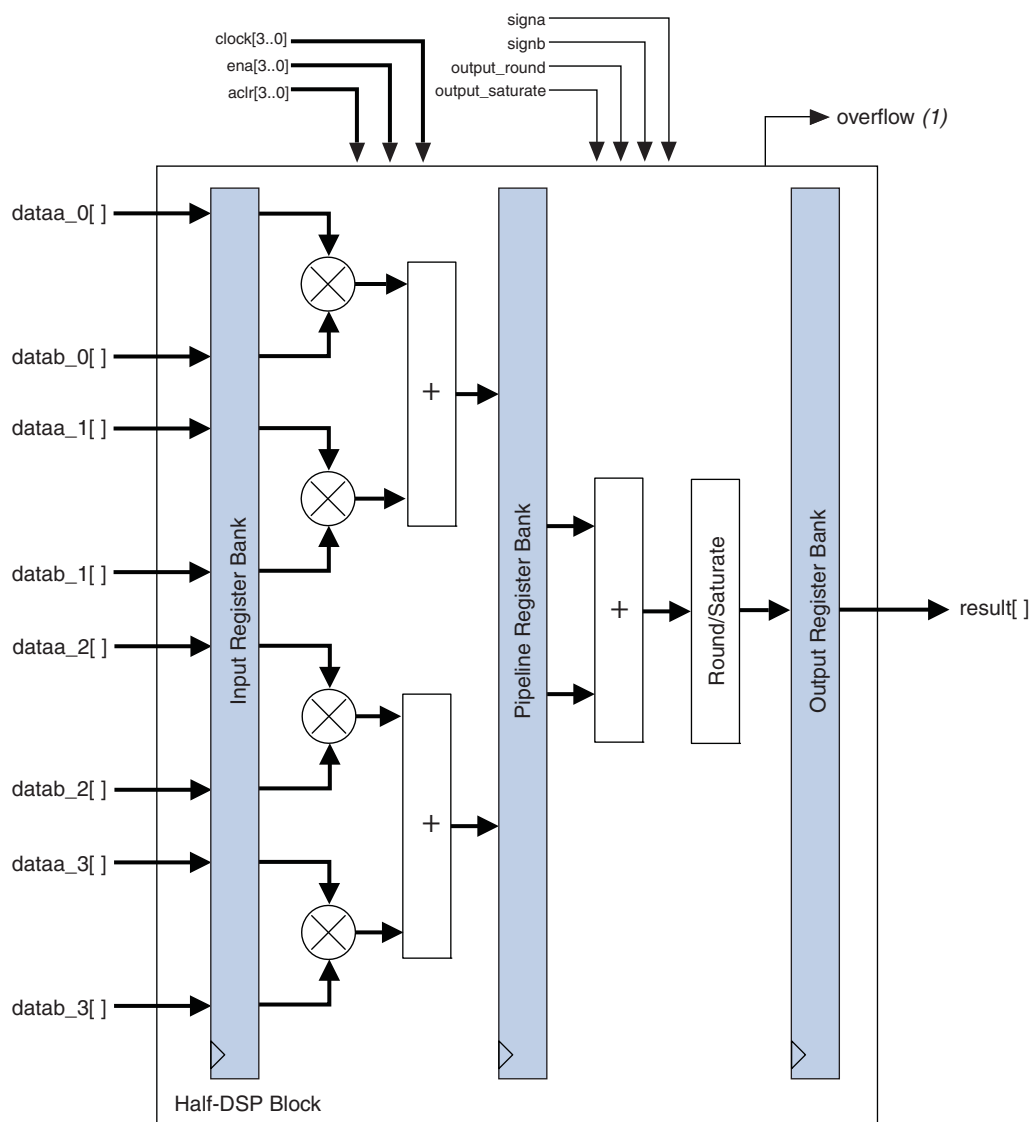 signa
clock[3..0]
signb
ena[3..0]
output_round
aclr[3..0]
output_saturate
overflow (1)
dataa_0[ ]
datab_0[ ]
dataa_1[ ]
datab_1[ ]
dataa_2[ ]
datab_2[ ]
dataa_3[ ]
datab_3[ ]
Input Register Bank
+
+
Pipeline Register Bank
+
Round/Saturate
Output Register Bank
result[ ]
Half-DSP Block